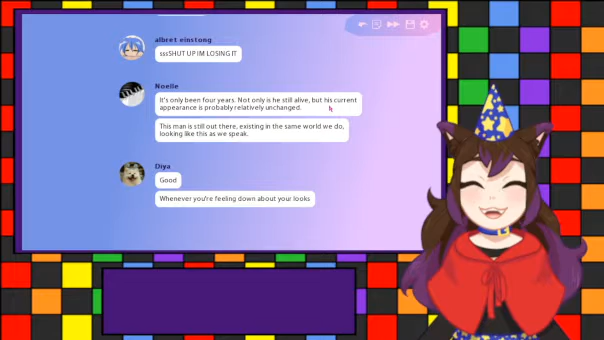 albret einstong
sssSHUT UP IM LOSING IT
Noelle
It's only been four years. Not only is he still alive, but his current
appearance is probably relatively unchanged.
This man is still out there, existing in the same world we do,
looking like this as we speak.
Diya
Good
Whenever you're feeling down about your looks